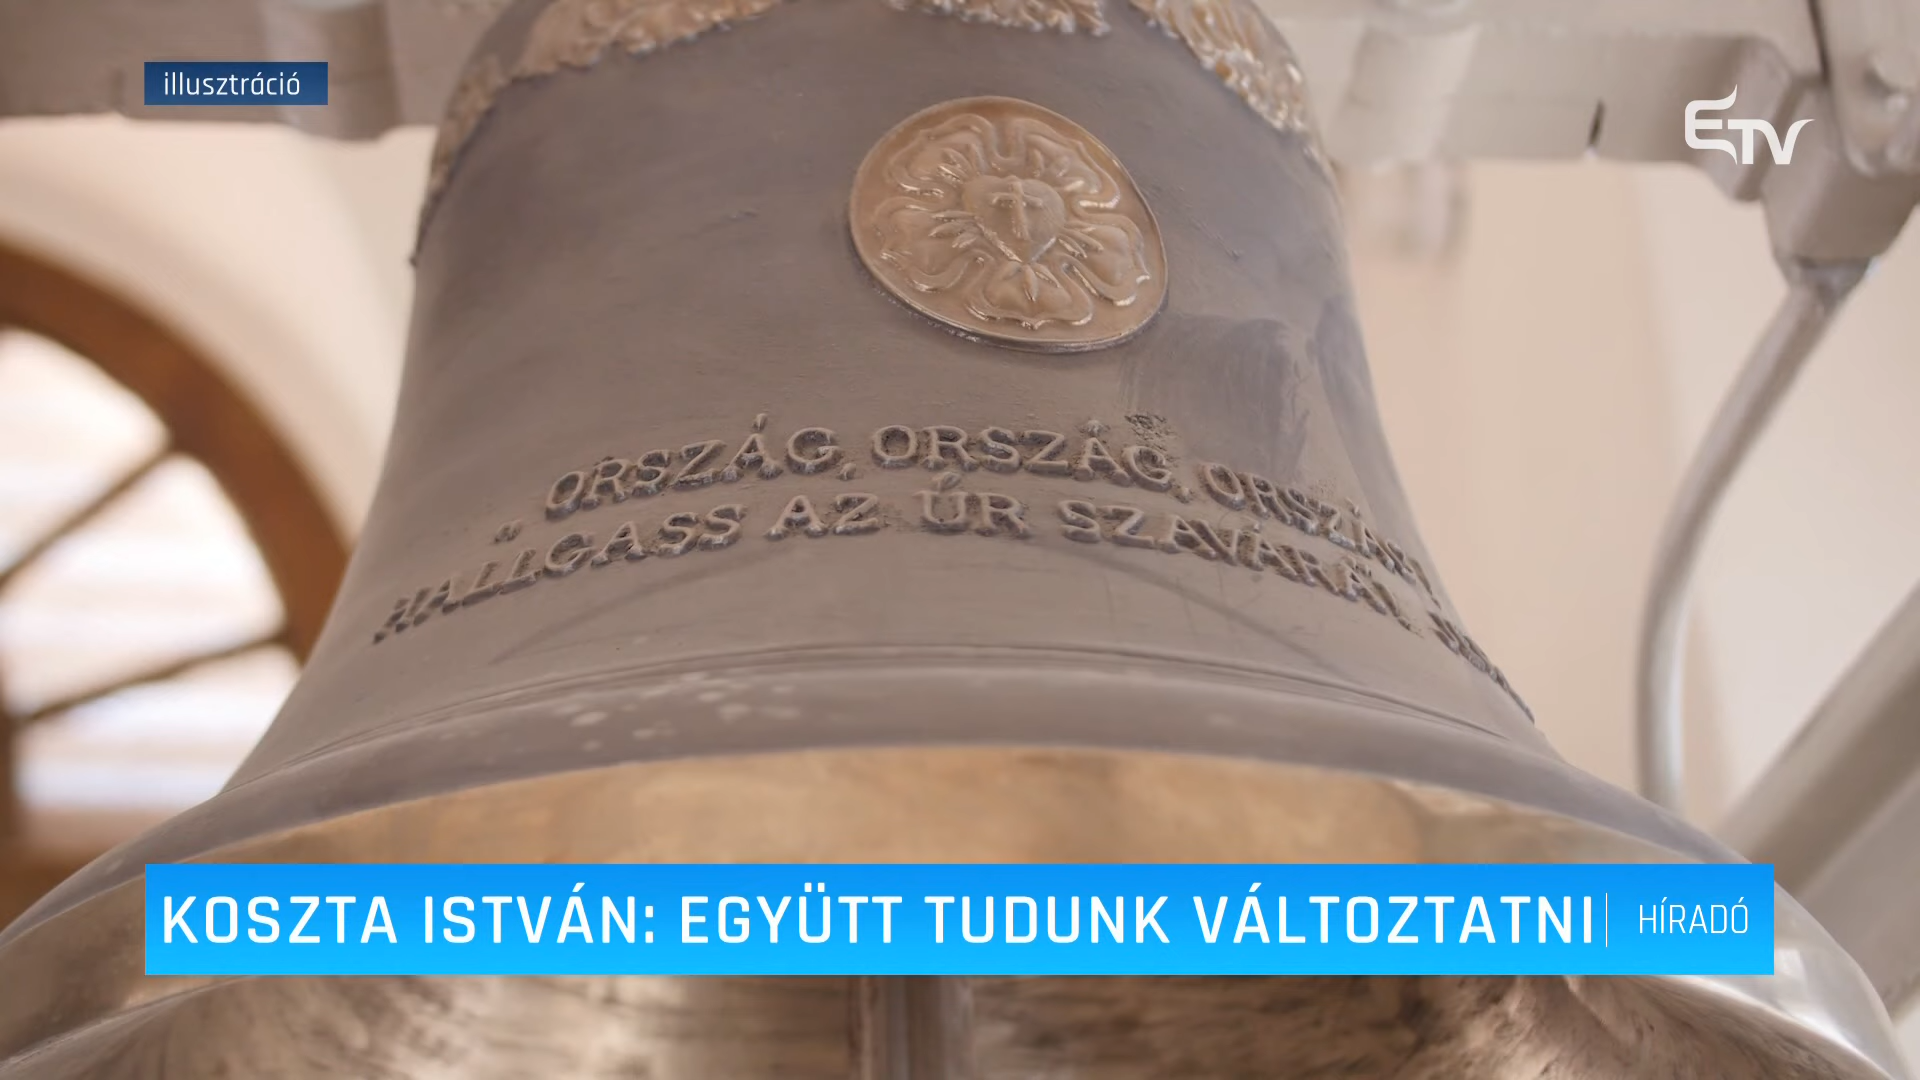 illusztráció
ETV
„ ORSZÁG, ORSZÁG, ORSZÁG,
HALLGASS AZ ÚR SZAVÁRA!
KOSZTA ISTVÁN: EGYÜTT TUDUNK VÁLTOZTATNI
HÍRADÓ